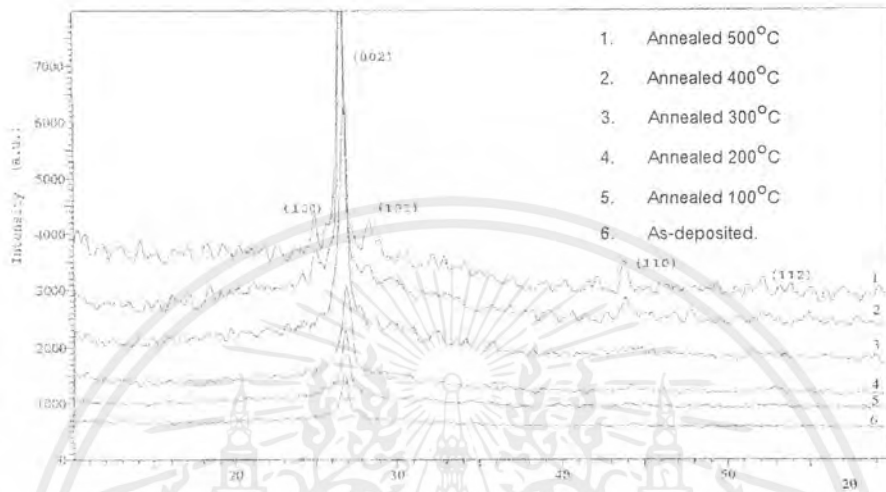 1. Annealed 500°C
2. Annealed 400°C
3. Annealed 300°C
4. Annealed 200°C
5. Annealed 100°C
6. As-deposited.
7000
6000
5000
4000
3000
2000
1000
0
Intensity (a.u.)
(002)
(100)
(110)
(112)
1
2
3
4
5
6
20
30
40
50
2θ